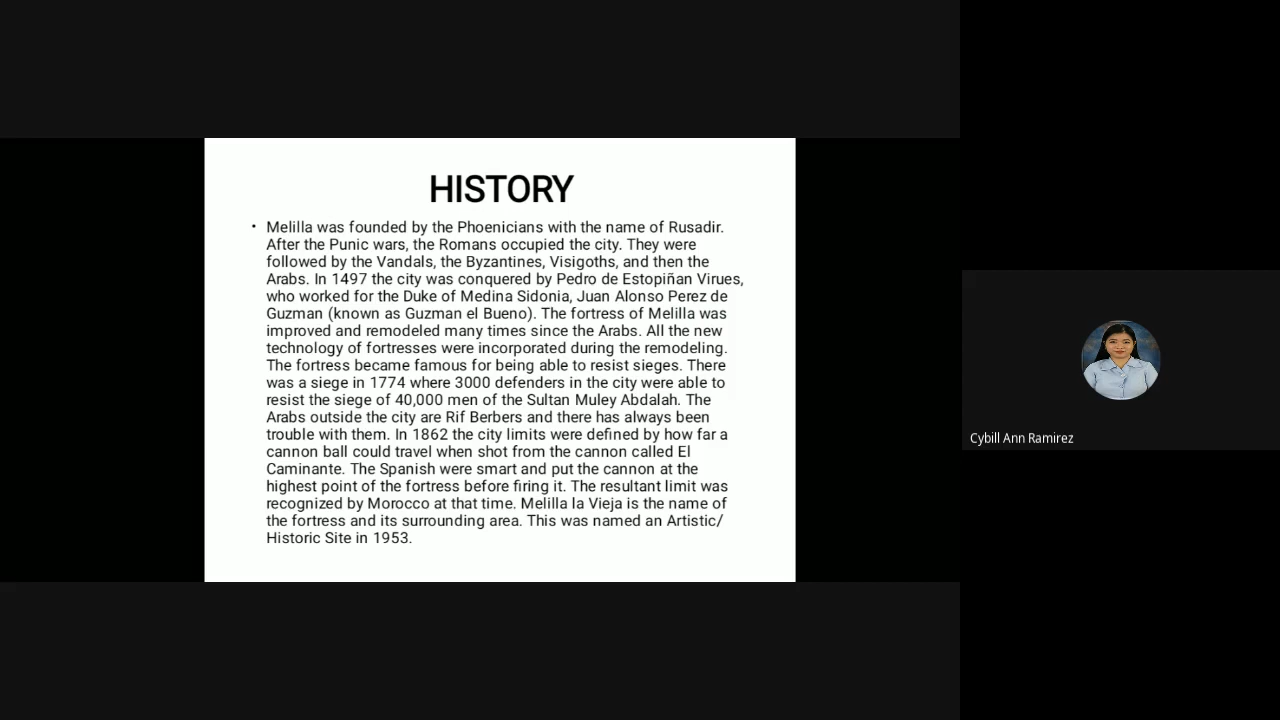 HISTORY
• Melilla was founded by the Phoenicians with the name of Rusadir.
After the Punic wars, the Romans occupied the city. They were
followed by the Vandals, the Byzantines, Visigoths, and then the
Arabs. In 1497 the city was conquered by Pedro de Estopiñan Virues,
who worked for the Duke of Medina Sidonia, Juan Alonso Perez de
Guzman (known as Guzman el Bueno). The fortress of Melilla was
improved and remodeled many times since the Arabs. All the new
technology of fortresses were incorporated during the remodeling.
The fortress became famous for being able to resist sieges. There
was a siege in 1774 where 3000 defenders in the city were able to
resist the siege of 40,000 men of the Sultan Muley Abdalah. The
Arabs outside the city are Rif Berbers and there has always been
trouble with them. In 1862 the city limits were defined by how far a
cannon ball could travel when shot from the cannon called El
Caminante. The Spanish were smart and put the cannon at the
highest point of the fortress before firing it. The resultant limit was
recognized by Morocco at that time. Melilla la Vieja is the name of
the fortress and its surrounding area. This was named an Artistic/
Historic Site in 1953.
Cybill Ann Ramirez